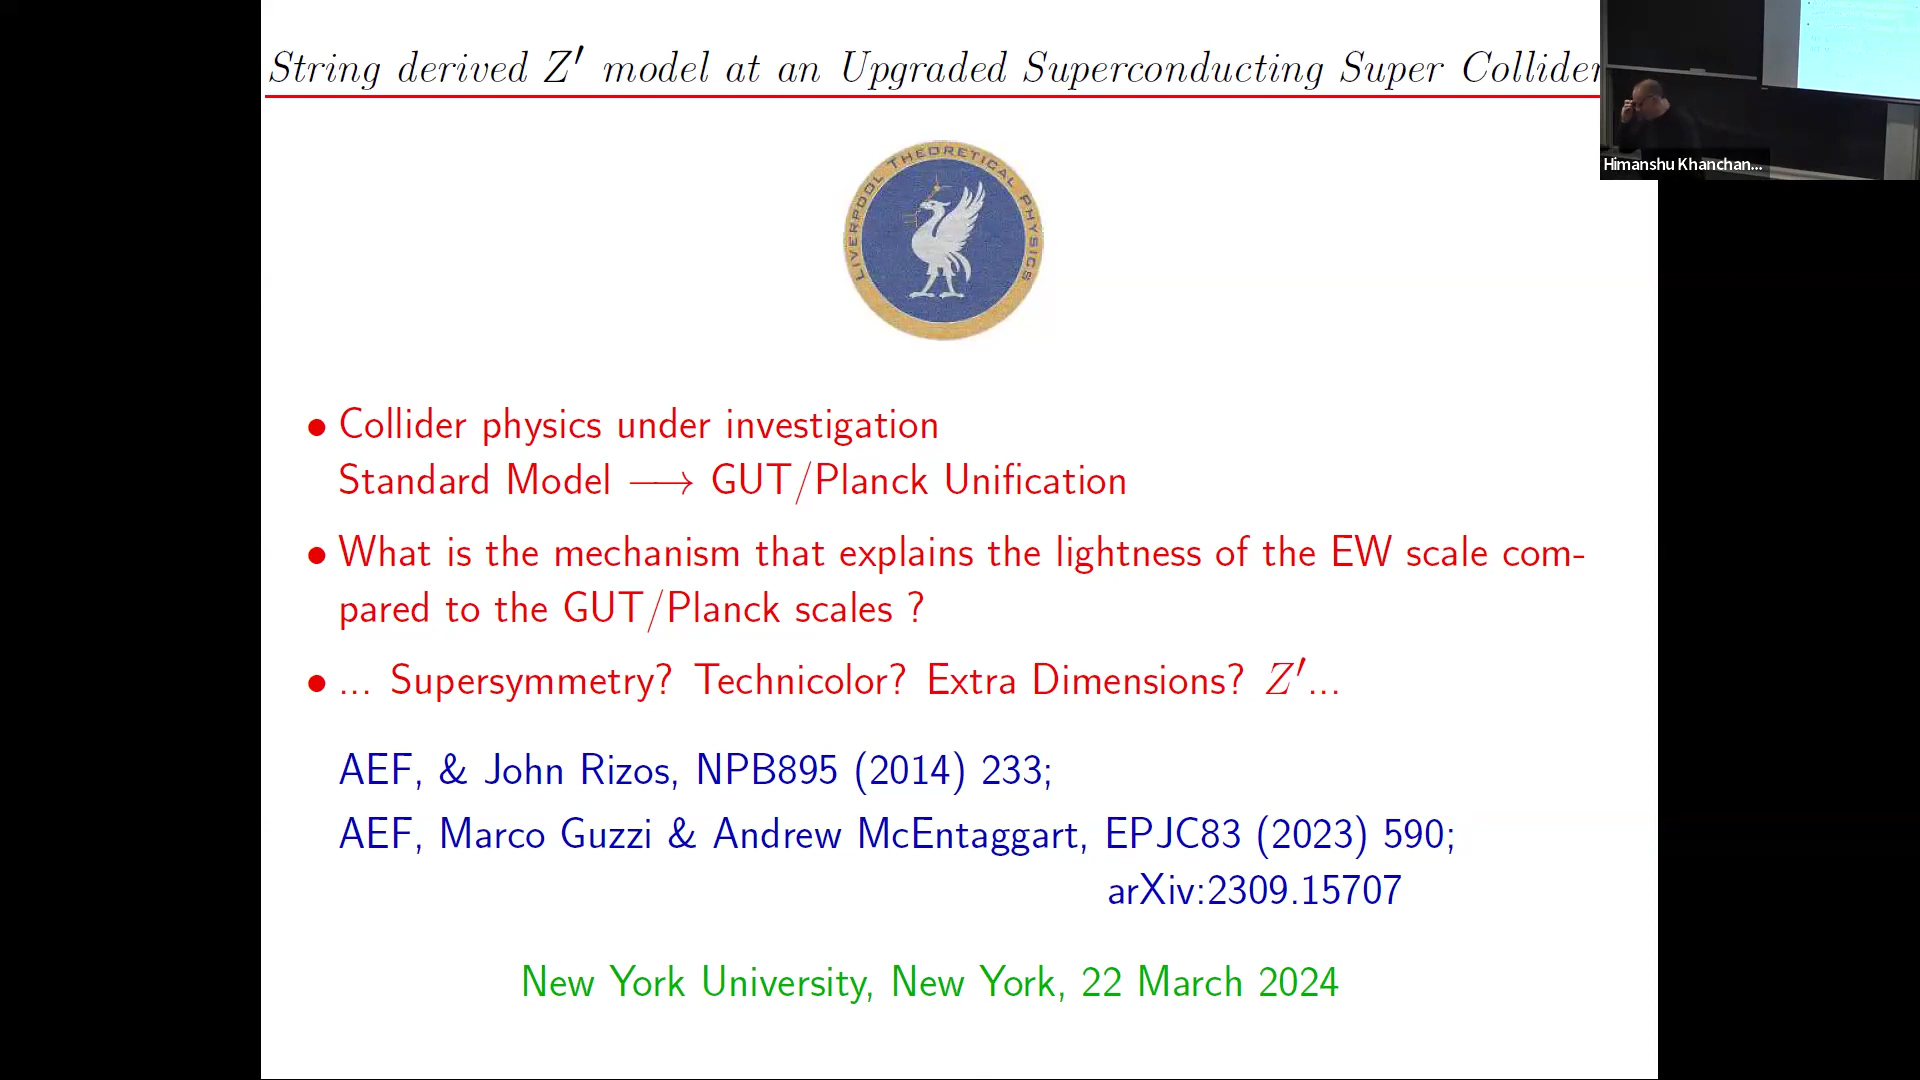 String derived Z′ model at an Upgraded Superconducting Super Collider
Himanshu Khanchan...
LIVERPOOL THEORETICAL PHYSICS
• Collider physics under investigation
Standard Model ⟶ GUT/Planck Unification
• What is the mechanism that explains the lightness of the EW scale com-
pared to the GUT/Planck scales ?
• ... Supersymmetry? Technicolor? Extra Dimensions? Z′...
AEF, & John Rizos, NPB895 (2014) 233;
AEF, Marco Guzzi & Andrew McEntaggart, EPJC83 (2023) 590;
arXiv:2309.15707
New York University, New York, 22 March 2024